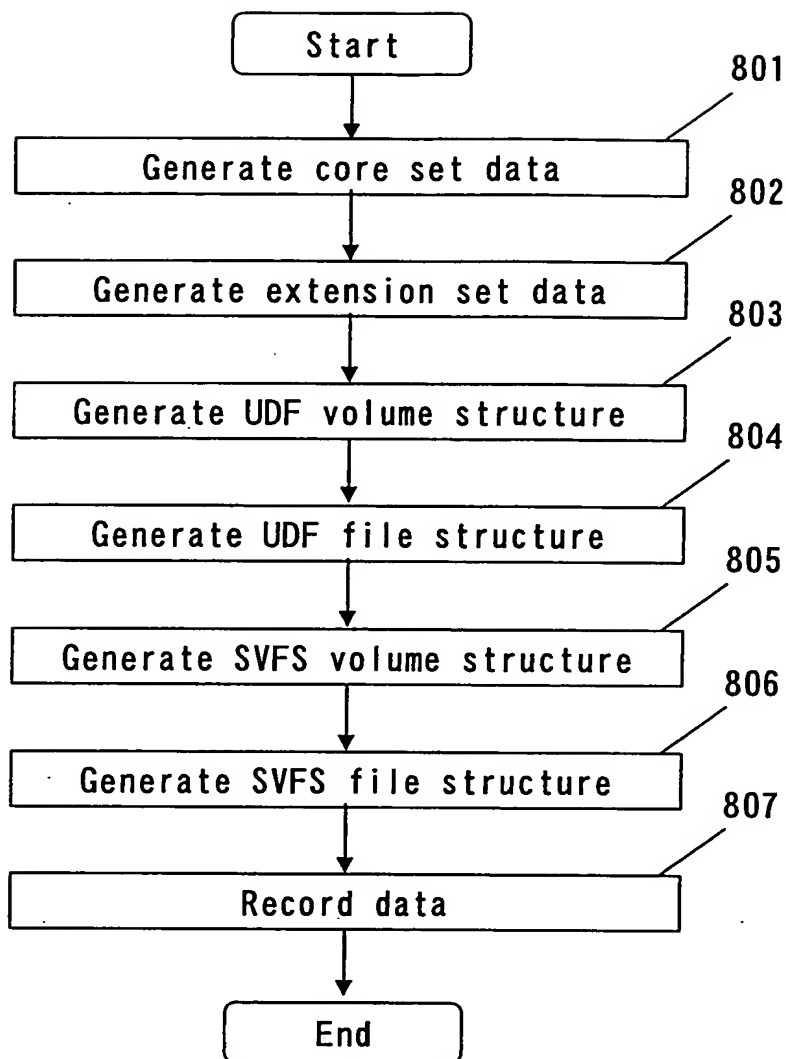 Start
801
Generate core set data
802
Generate extension set data
803
Generate UDF volume structure
804
Generate UDF file structure
805
Generate SVFS volume structure
806
Generate SVFS file structure
807
Record data
End